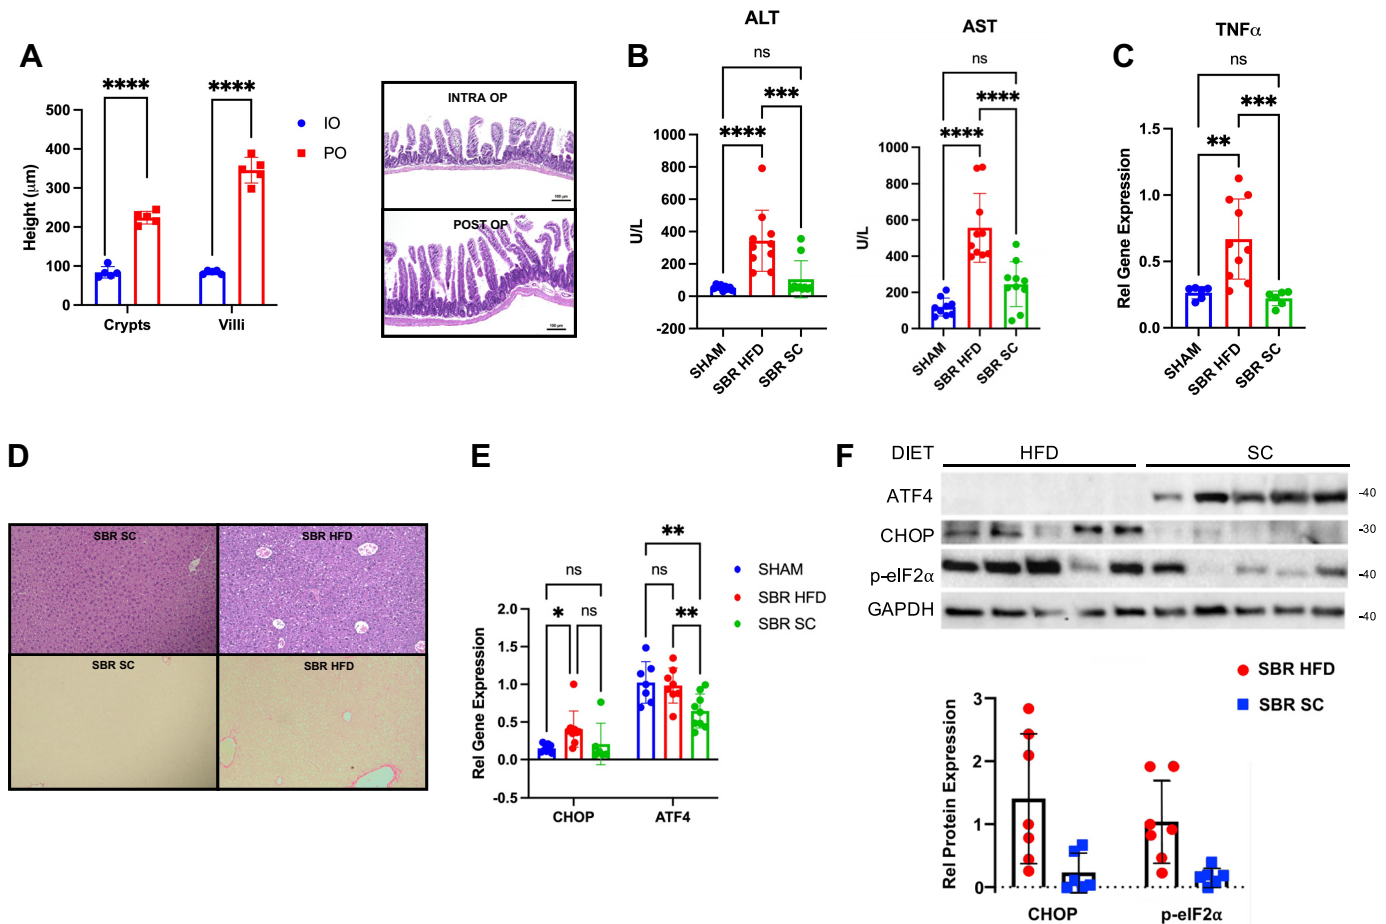 A
****
****
500
400
300
200
100
0
Height (μm)
Crypts
Villi
IO
PO
INTRA OP
100 μm
POST OP
100 μm
B
ALT
ns
***
****
1000
800
600
400
200
0
-200
U/L
SHAM
SBR HFD
SBR SC
AST
ns
****
****
1000
800
600
400
200
0
U/L
SHAM
SBR HFD
SBR SC
C
TNFα
ns
***
**
1.5
1.0
0.5
0.0
Rel Gene Expression
SHAM
SBR HFD
SBR SC
D
SBR SC
SBR HFD
SBR SC
SBR HFD
E
**
ns
ns
*
ns
**
2.0
1.5
1.0
0.5
0.0
-0.5
Rel Gene Expression
CHOP
ATF4
SHAM
SBR HFD
SBR SC
F
DIET HFD SC
ATF4 -40
CHOP -30
p-eIF2α -40
GAPDH -40
SBR HFD
SBR SC
3
2
1
0
Rel Protein Expression
CHOP
p-eIF2α